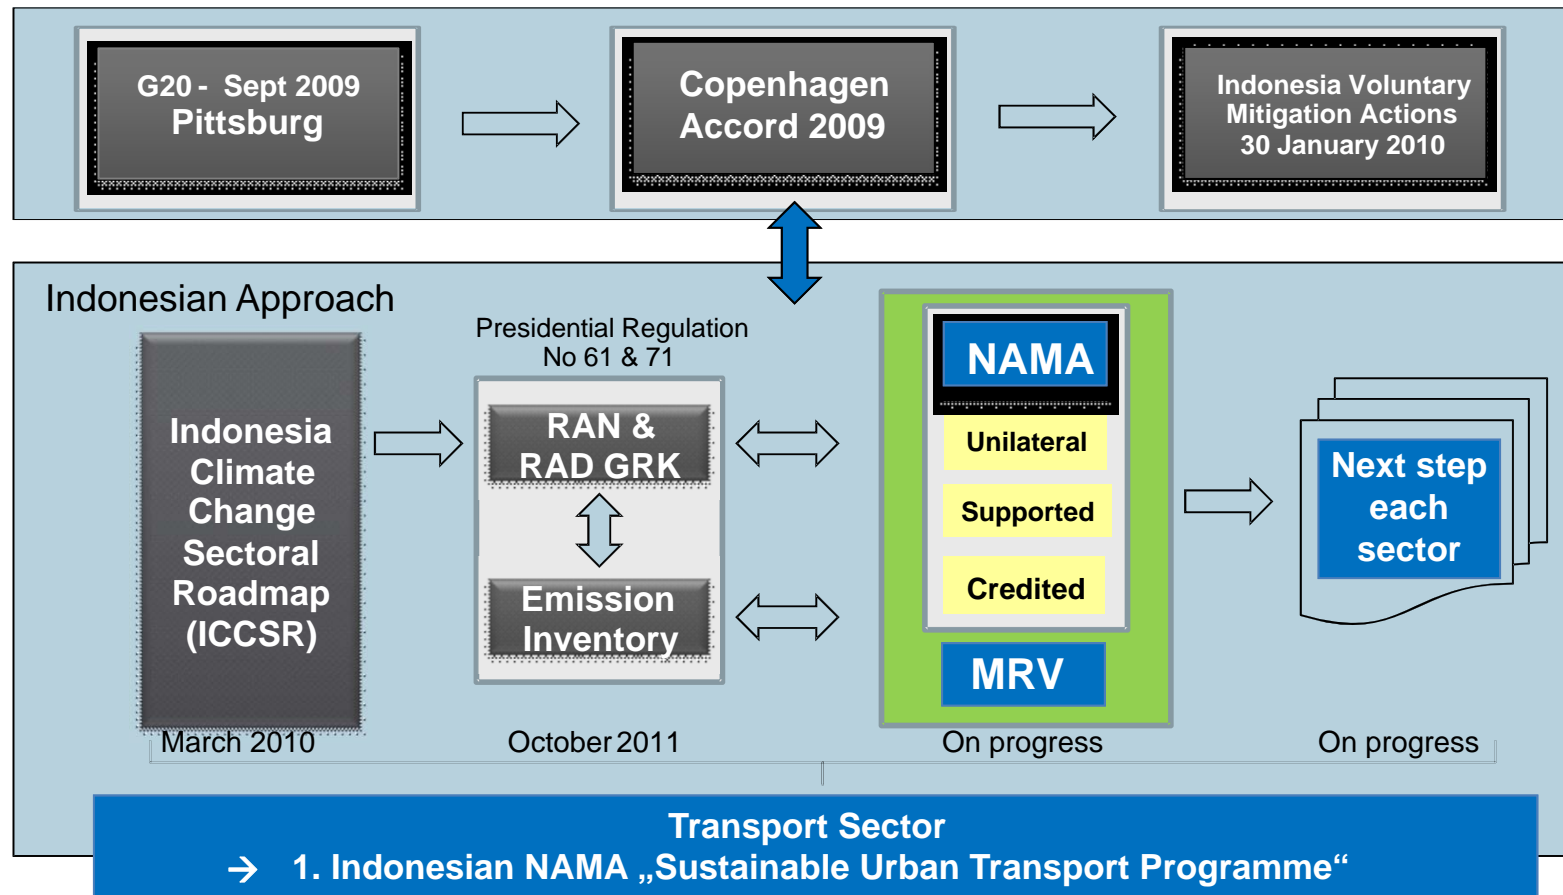 G20 - Sept 2009
Pittsburg
Copenhagen
Accord 2009
Indonesia Voluntary
Mitigation Actions
30 January 2010
Indonesian Approach
Indonesia
Climate
Change
Sectoral
Roadmap
(ICCSR)
March 2010
Presidential Regulation
No 61 & 71
RAN &
RAD GRK
Emission
Inventory
October 2011
NAMA
Unilateral
Supported
Credited
MRV
On progress
Next step
each
sector
On progress
Transport Sector
→ 1. Indonesian NAMA „Sustainable Urban Transport Programme“